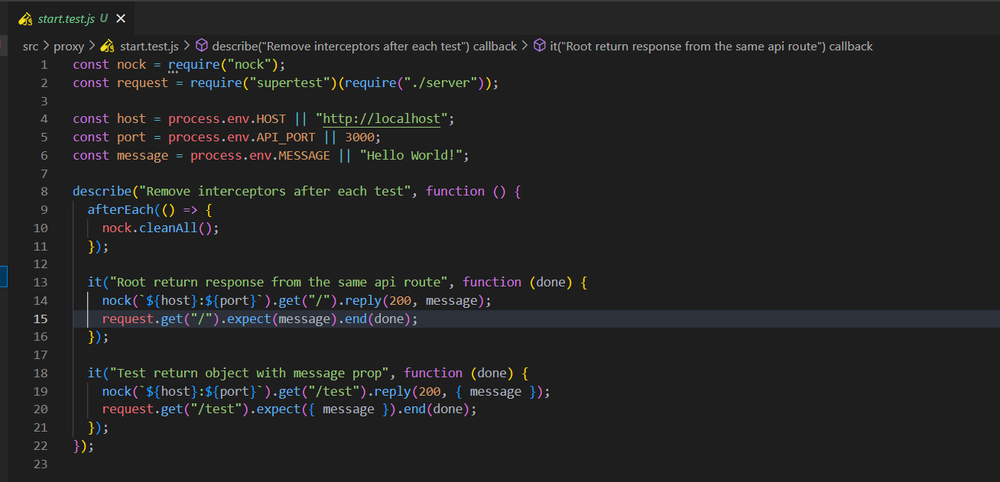 start.test.js U
src > proxy > start.test.js > describe("Remove interceptors after each test") callback > it("Root return response from the same api route") callback
1 const nock = require("nock");
2 const request = require("supertest")(require("./server"));
3
4 const host = process.env.HOST || "http://localhost";
5 const port = process.env.API_PORT || 3000;
6 const message = process.env.MESSAGE || "Hello World!";
7
8 describe("Remove interceptors after each test", function () {
9   afterEach(() => {
10     nock.cleanAll();
11   });
12
13   it("Root return response from the same api route", function (done) {
14     nock(`${host}:${port}`).get("/").reply(200, message);
15     request.get("/").expect(message).end(done);
16   });
17
18   it("Test return object with message prop", function (done) {
19     nock(`${host}:${port}`).get("/test").reply(200, { message });
20     request.get("/test").expect({ message }).end(done);
21   });
22 });
23